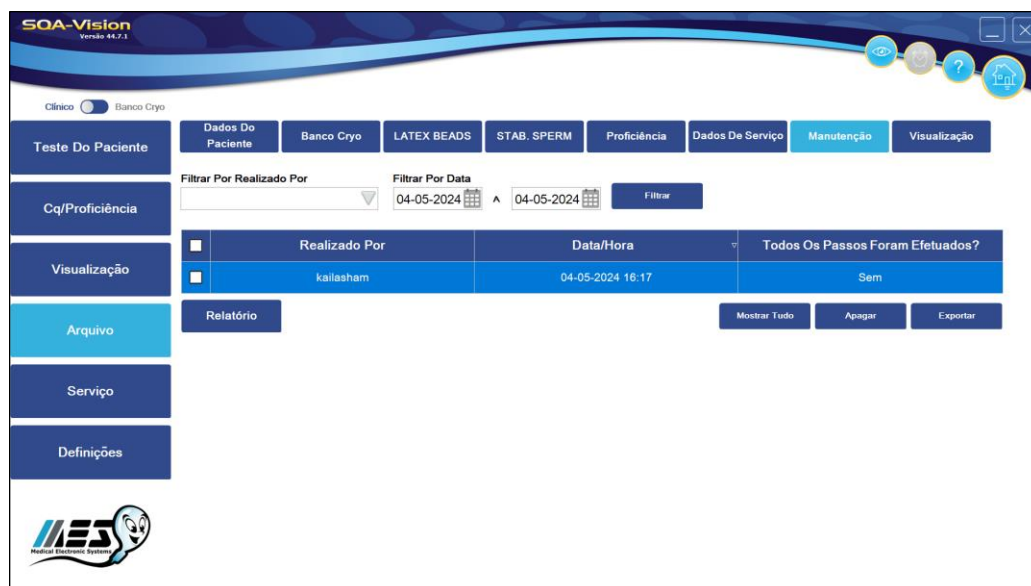 SQA-Vision
Versão 44.7.1
?
Clínico Banco Cryo
Teste Do Paciente
Cq/Proficiência
Visualização
Arquivo
Serviço
Definições
Dados Do
Paciente
Banco Cryo
LATEX BEADS
STAB. SPERM
Proficiência
Dados De Serviço
Manutenção
Visualização
Filtrar Por Realizado Por
Filtrar Por Data
04-05-2024 ^ 04-05-2024
Filtrar
Realizado Por Data/Hora Todos Os Passos Foram Efetuados?
kailasham 04-05-2024 16:17 Sem
Relatório
Mostrar Tudo
Apagar
Exportar
MES
Medical Electronic Systems